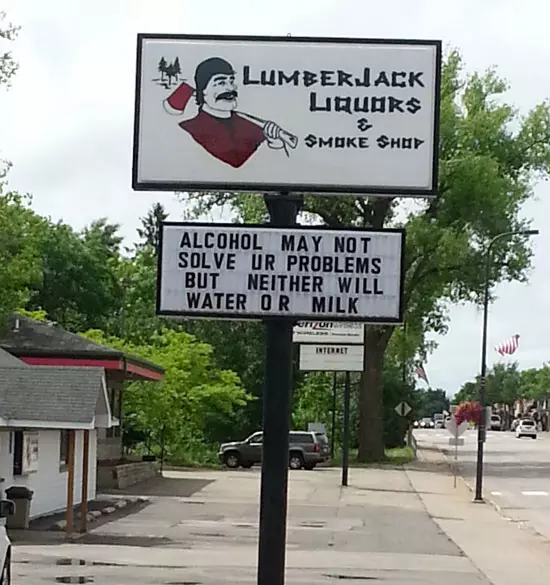 LUMBERJACK
LIQUORS
&
SMOKE SHOP
ALCOHOL MAY NOT
SOLVE UR PROBLEMS
BUT NEITHER WILL
WATER OR MILK
INTERNET